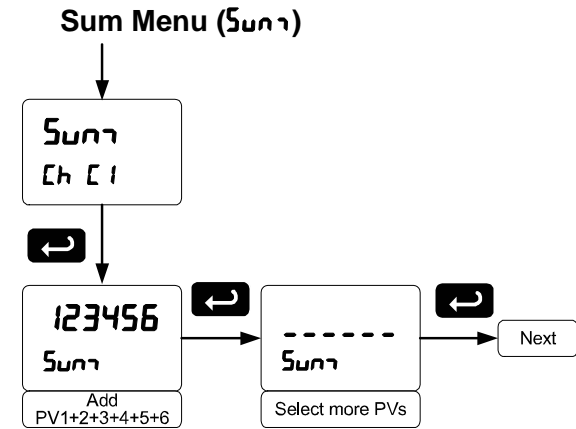 Sum Menu (Sum)
Sum
Ch C1
123456
Sum
Add
PV1+2+3+4+5+6
------
Sum
Select more PVs
Next